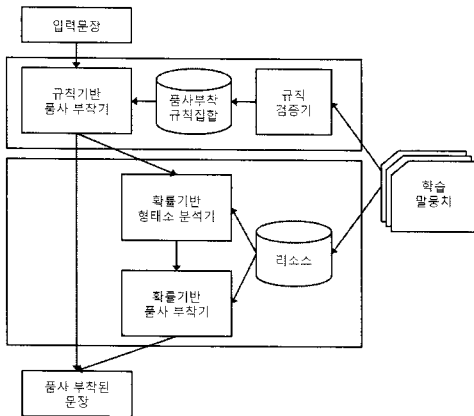 입력문장
규칙기반
품사 부착기
품사부착
규칙집합
규칙
검증기
학습
말뭉치
확률기반
형태소 분석기
리소스
확률기반
품사 부착기
품사 부착된
문장